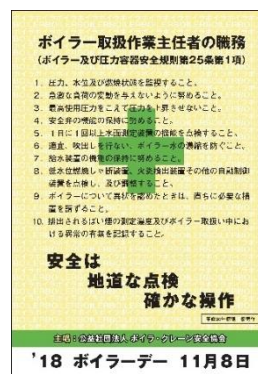 ボイラー取扱作業主任者の職務
(ボイラー及び圧力容器安全規則第25条第1項)
1. 圧力、水位及び燃焼状態を監視すること。
2. 急激な負荷の変動を与えないように努めること。
3. 最高使用圧力をこえて圧力を上昇させないこと。
4. 安全弁の機能の保持に努めること。
5. 1日に1回以上水面測定装置の機能を点検すること。
6. 適宜、吹出しを行ない、ボイラー水の濃縮を防ぐこと。
7. 給水装置の機能の保持に努めること。
8. 低水位燃焼しゃ断装置、火炎検出装置その他の自動制御
装置を点検し、及び調整すること。
9. ボイラーについて異状を認めたときは、直ちに必要な措
置を講ずること。
10. 排出されるばい煙の測定濃度及びボイラー取扱い中にお
ける異常の有無を記録すること。
安全は
地道な点検
確かな操作
主唱:公益社団法人 ボイラ・クレーン安全協会
'18 ボイラーデー 11月8日